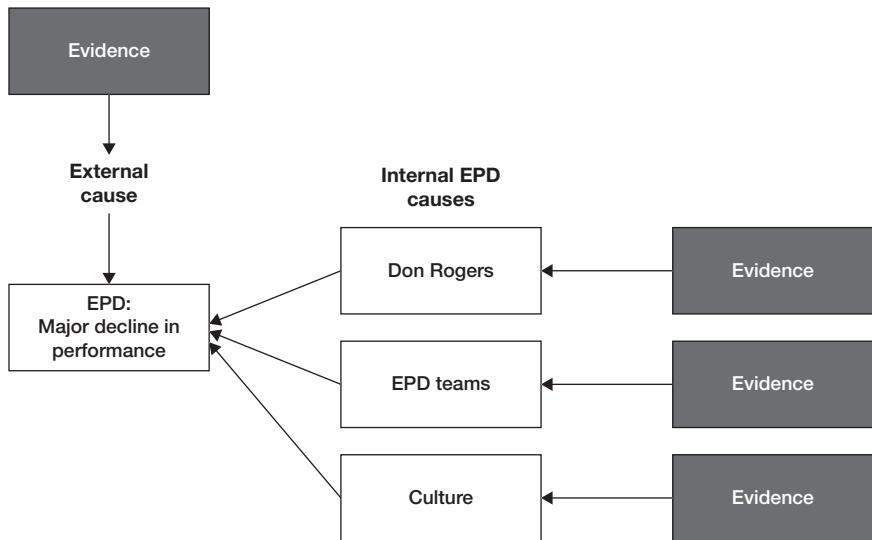 Evidence
External
cause
Internal EPD
causes
Don Rogers
Evidence
EPD:
Major decline in
performance
EPD teams
Evidence
Culture
Evidence